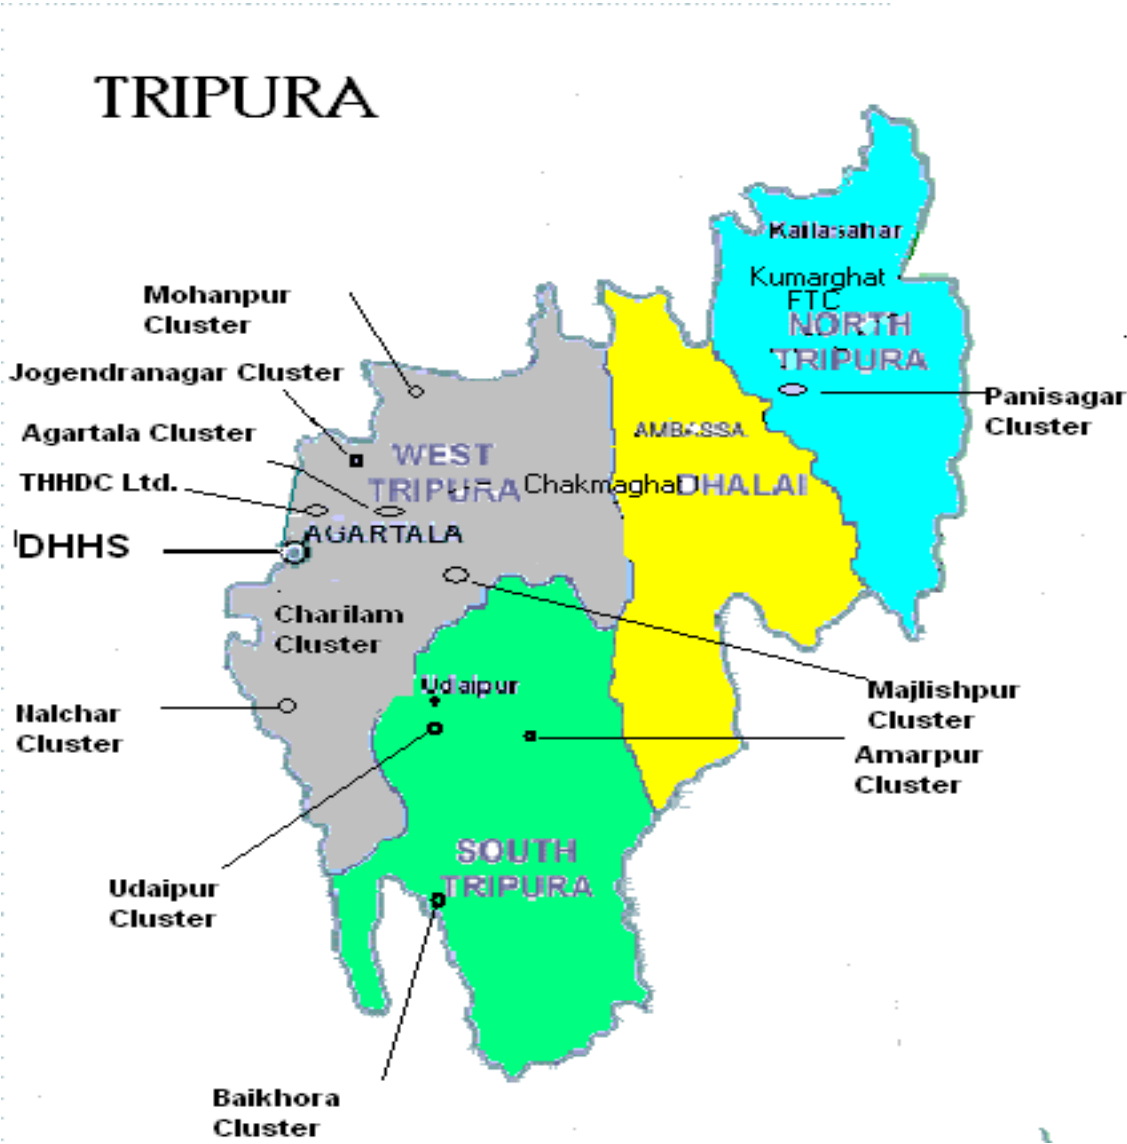 TRIPURA
Kailasahar
Kumarghat
FTC
NORTH
TRIPURA
Mohanpur
Cluster
Jogendranagar Cluster
Panisagar
Cluster
Agartala Cluster
AMBASSA
WEST
TRIPURA
Chakmaghat
DHALAI
THHDC Ltd.
AGARTALA
DHHS
Charilam
Cluster
Udaipur
Majlishpur
Cluster
Nalchar
Cluster
Amarpur
Cluster
SOUTH
TRIPURA
Udaipur
Cluster
Baikhora
Cluster